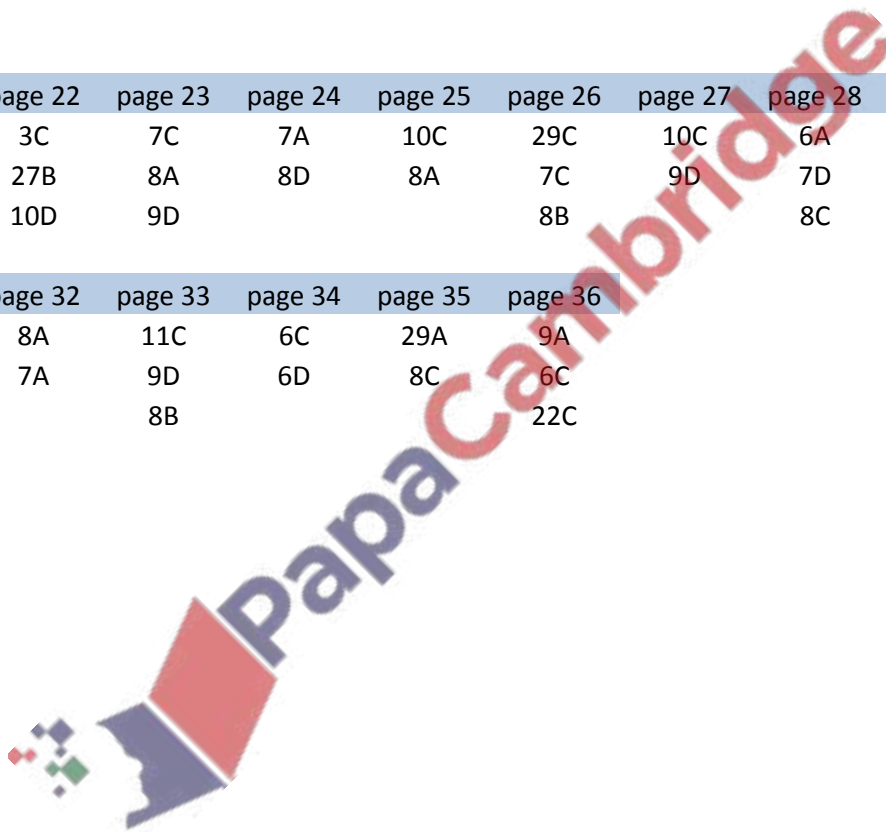 page 22 page 23 page 24 page 25 page 26 page 27 page 28
3C 7C 7A 10C 29C 10C 6A
27B 8A 8D 8A 7C 9D 7D
10D 9D 8B 8C
page 32 page 33 page 34 page 35 page 36
8A 11C 6C 29A 9A
7A 9D 6D 8C 6C
8B 22C
PapaCambridge